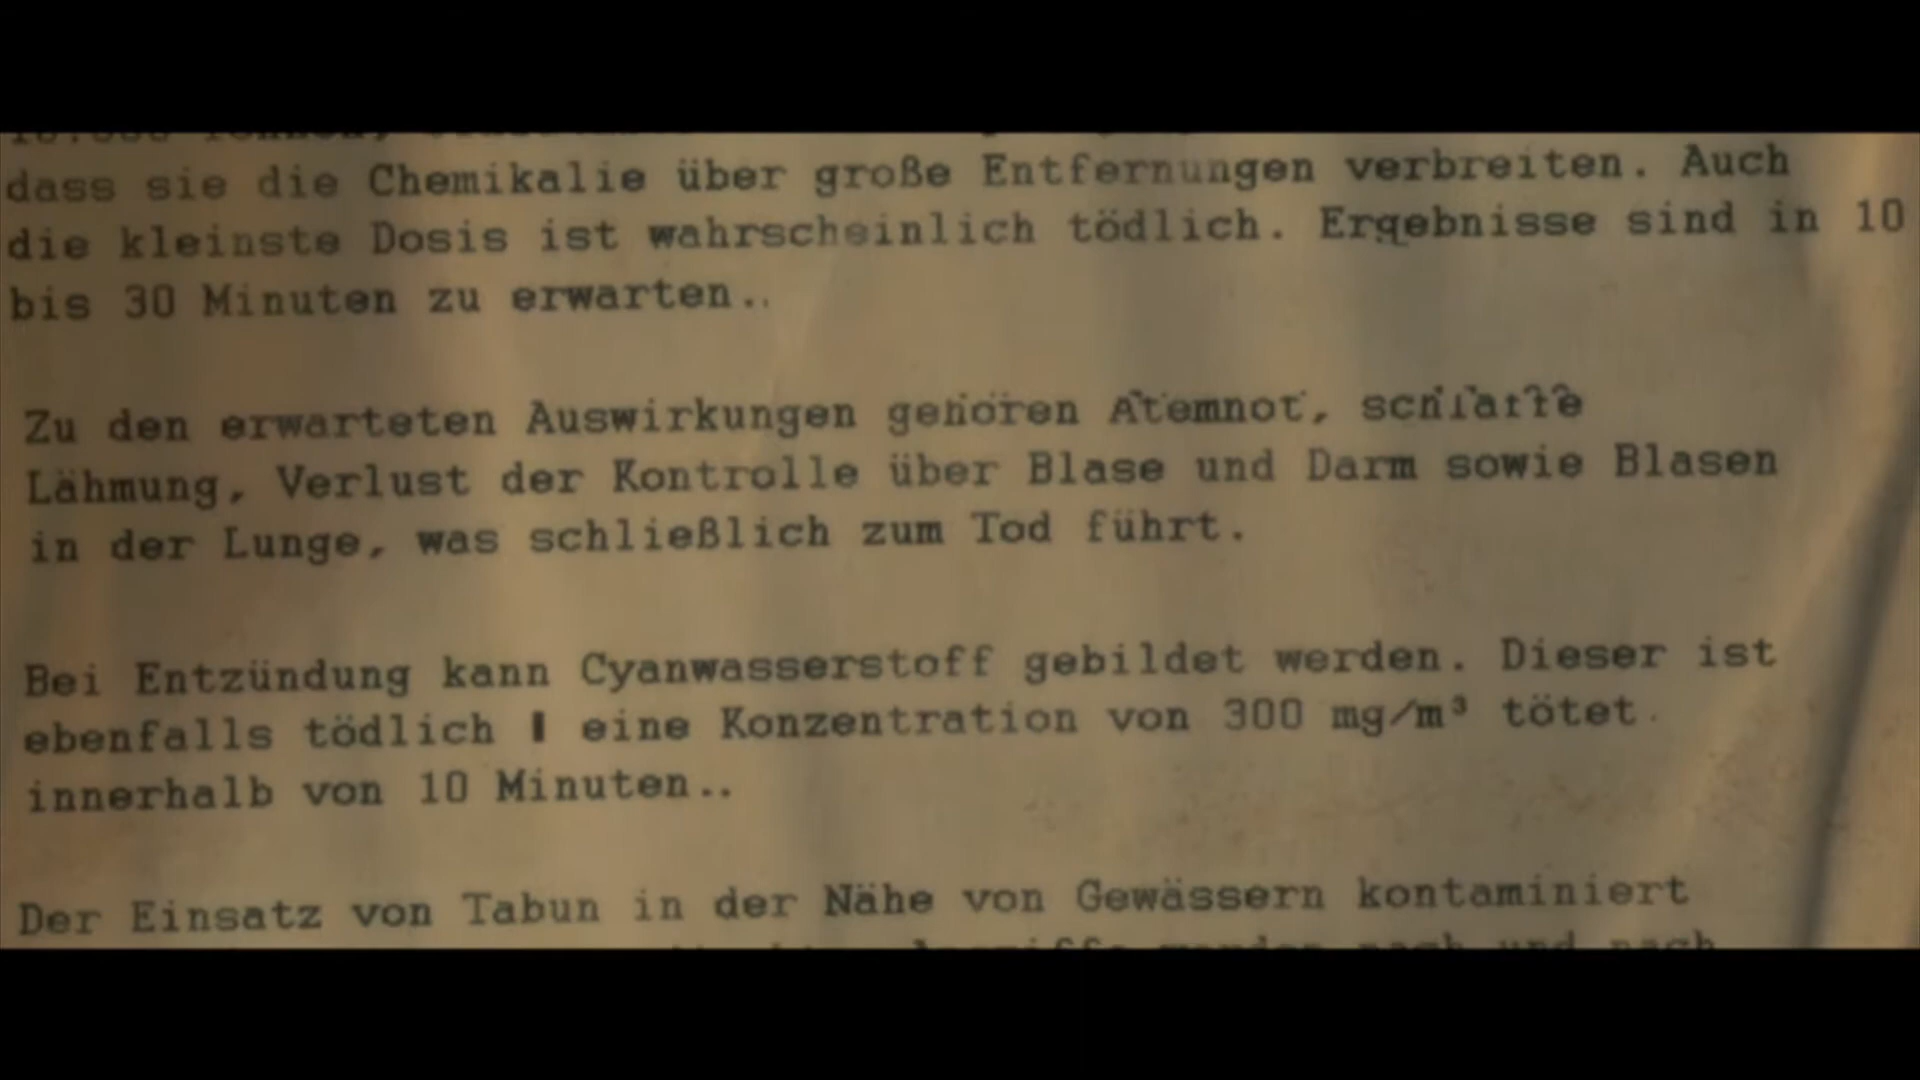 dass sie die Chemikalie über große Entfernungen verbreiten. Auch
die kleinste Dosis ist wahrscheinlich tödlich. Ergebnisse sind in 10
bis 30 Minuten zu erwarten..
Zu den erwarteten Auswirkungen gehören Atemnot, schlaffe
Lähmung, Verlust der Kontrolle über Blase und Darm sowie Blasen
in der Lunge, was schließlich zum Tod führt.
Bei Entzündung kann Cyanwasserstoff gebildet werden. Dieser ist
ebenfalls tödlich ▮ eine Konzentration von 300 mg/m³ tötet
innerhalb von 10 Minuten..
Der Einsatz von Tabun in der Nähe von Gewässern kontaminiert
werden nach und nach